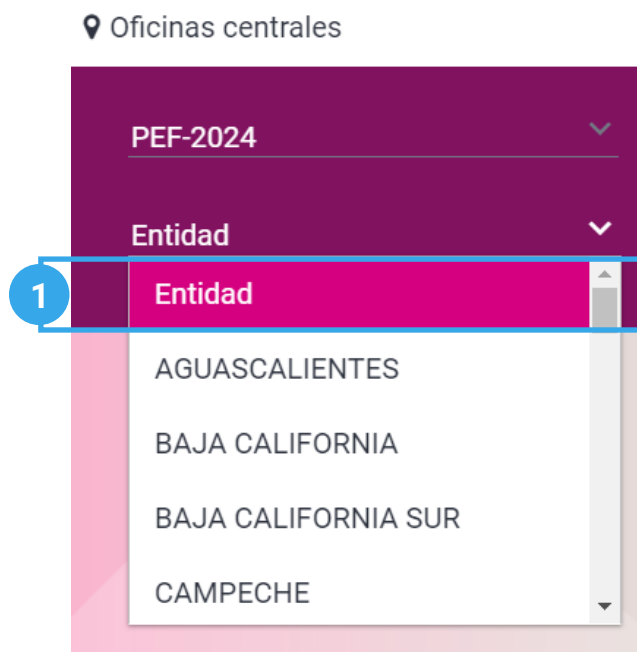 Oficinas centrales
PEF-2024
Entidad
1
Entidad
AGUASCALIENTES
BAJA CALIFORNIA
BAJA CALIFORNIA SUR
CAMPECHE